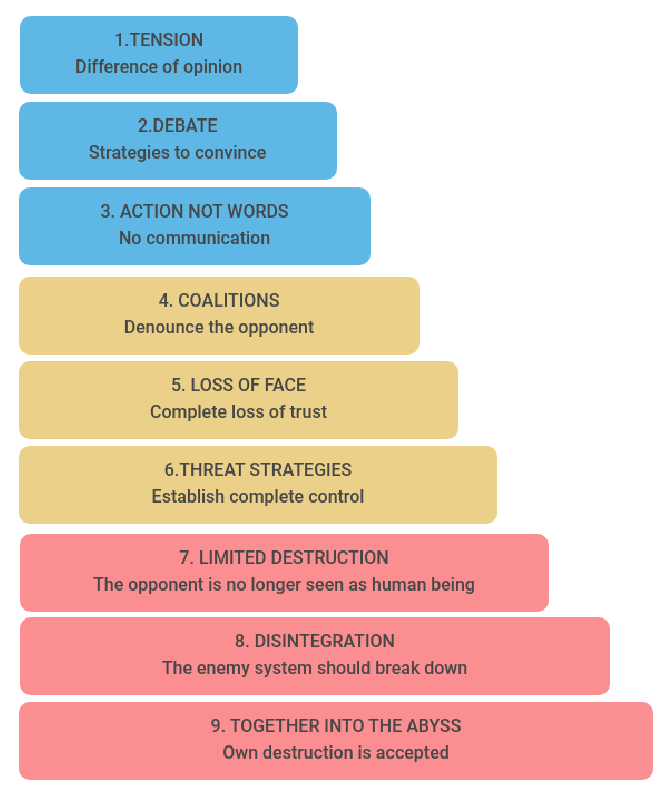 1.TENSION
Difference of opinion
2.DEBATE
Strategies to convince
3. ACTION NOT WORDS
No communication
4. COALITIONS
Denounce the opponent
5. LOSS OF FACE
Complete loss of trust
6.THREAT STRATEGIES
Establish complete control
7. LIMITED DESTRUCTION
The opponent is no longer seen as human being
8. DISINTEGRATION
The enemy system should break down
9. TOGETHER INTO THE ABYSS
Own destruction is accepted